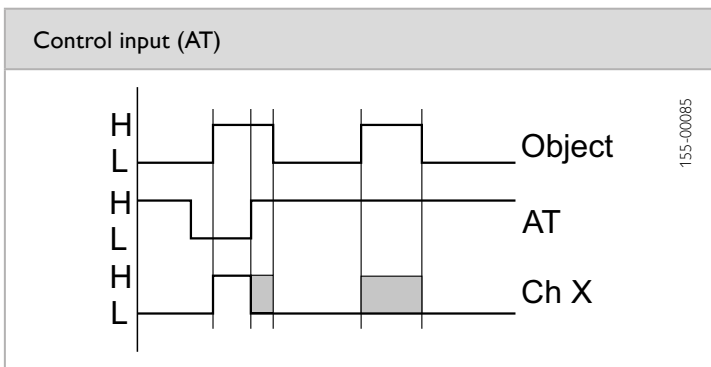 Control input (AT)
H
L
Object
H
L
AT
H
L
Ch X
155-00085